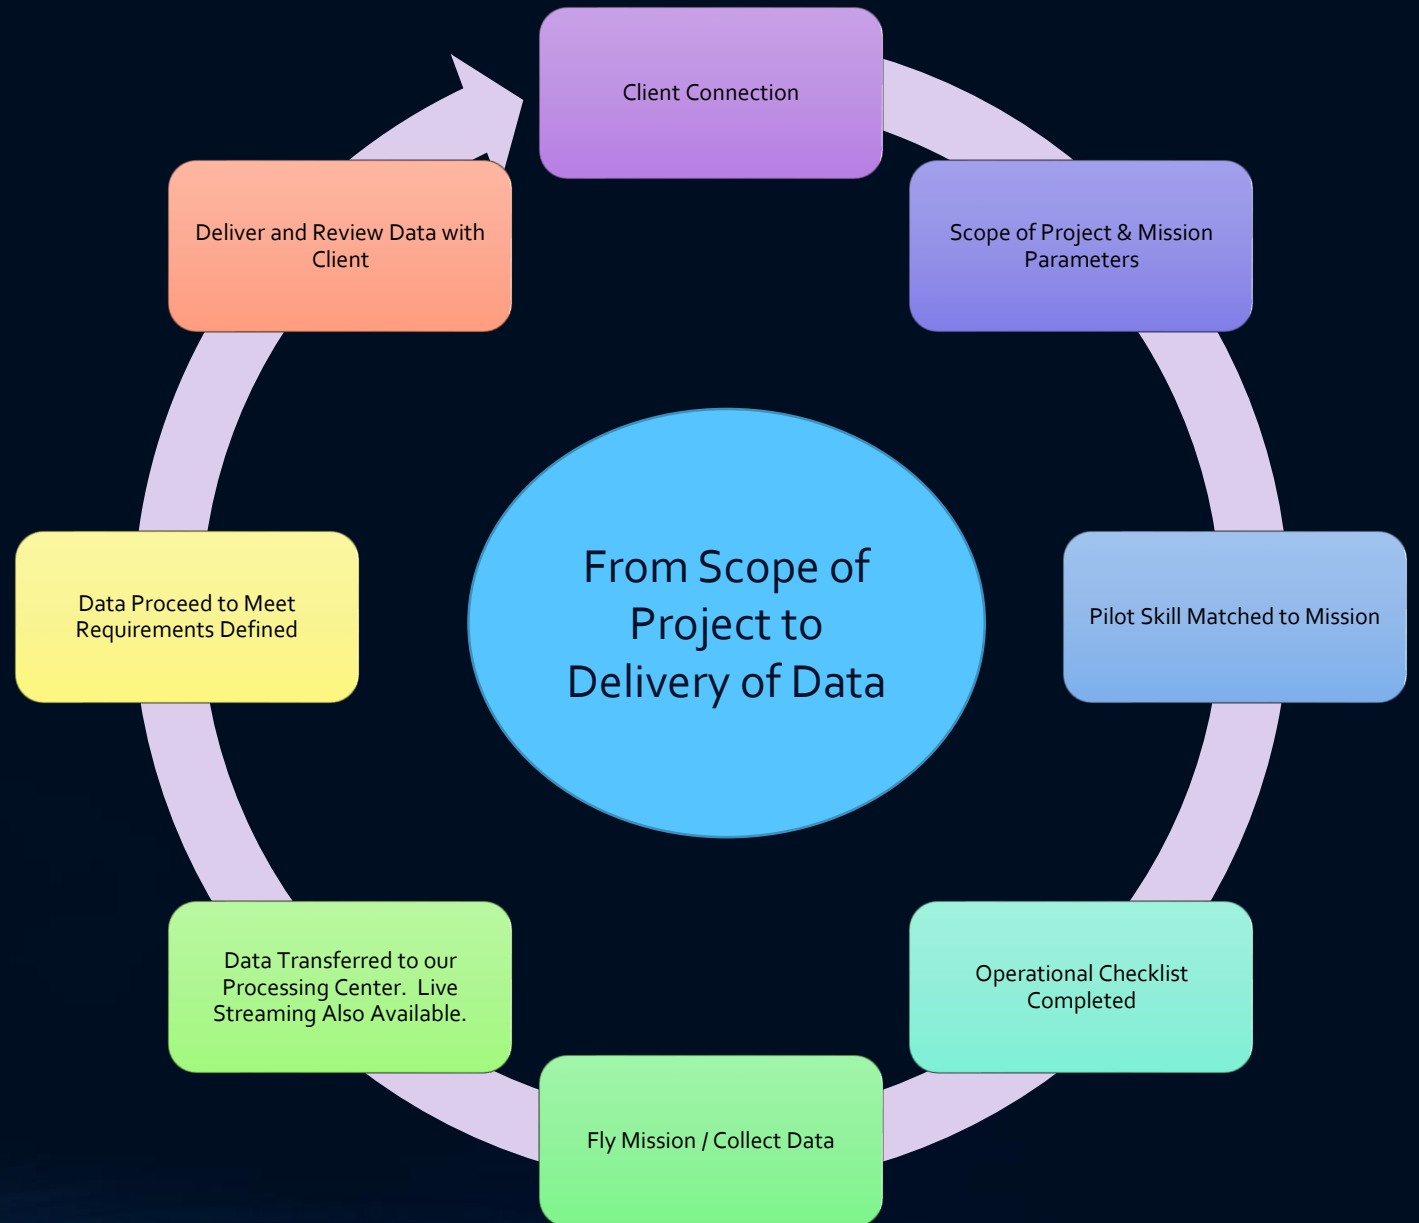 Client Connection
Scope of Project & Mission
Parameters
Pilot Skill Matched to Mission
Operational Checklist
Completed
Fly Mission / Collect Data
Data Transferred to our
Processing Center.  Live
Streaming Also Available.
Data Proceed to Meet
Requirements Defined
Deliver and Review Data with
Client
From Scope of
Project to
Delivery of Data